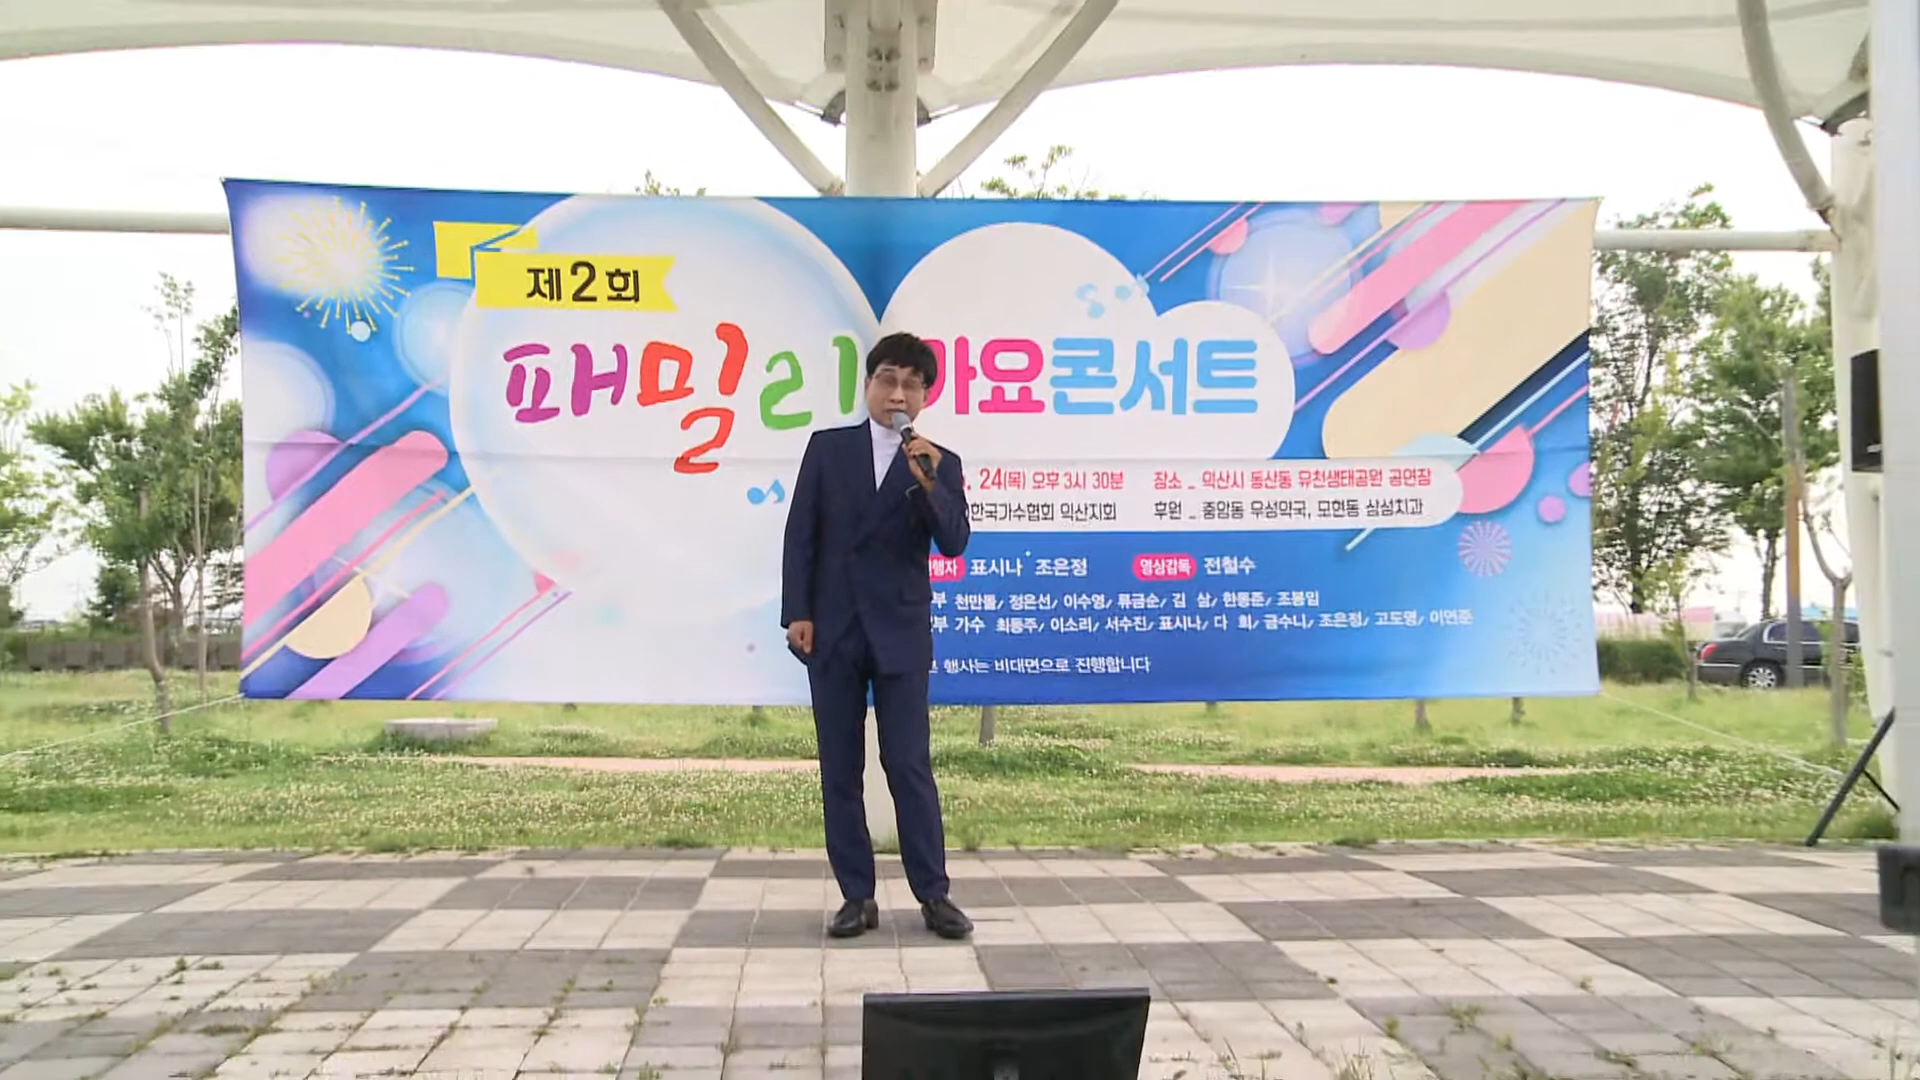 제2회
패밀리 가요콘서트
24(목) 오후 3시 30분 장소 _ 익산시 동산동 유천생태공원 공연장
한국가수협회 익산지회 후원 _ 중앙동 우성약국, 모현동 삼성치과
표시나 조은정 영상감독 전철수
부 천만돌, 정은선, 이수영, 류금순, 김 삼, 한동준, 조봉임
부 가수 최동주, 이소리, 서수진, 표시나, 다 희, 금수니, 조은정, 고도명, 이연준
행사는 비대면으로 진행합니다